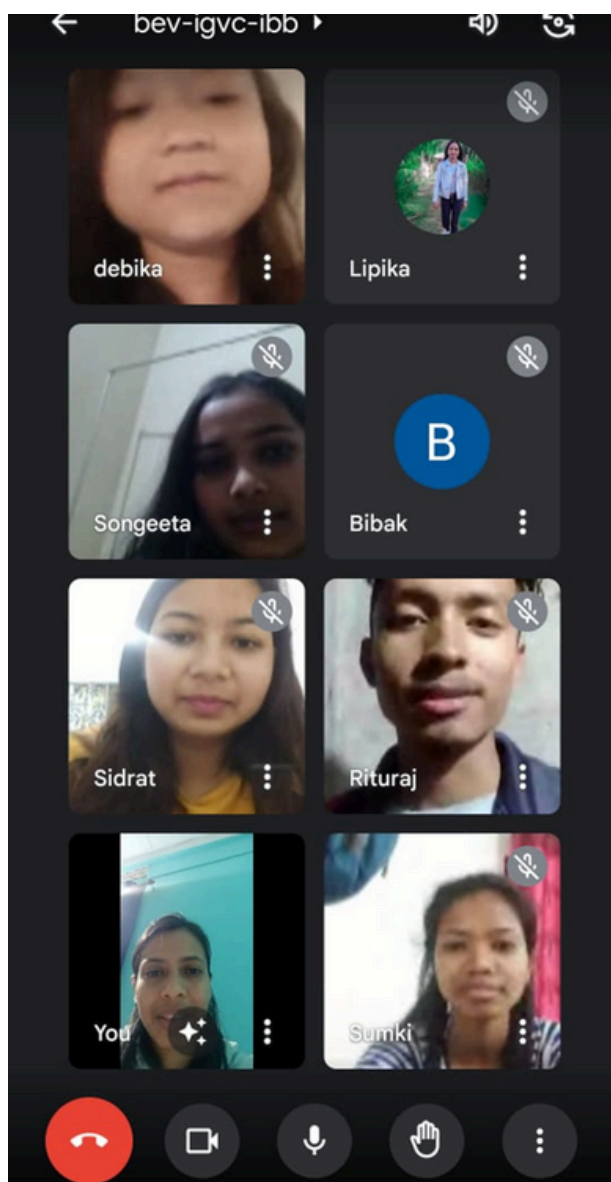 bev-igvc-ibb
debika
Lipika
Songeeta
B
Bibak
Sidrat
Rituraj
You
Sumki